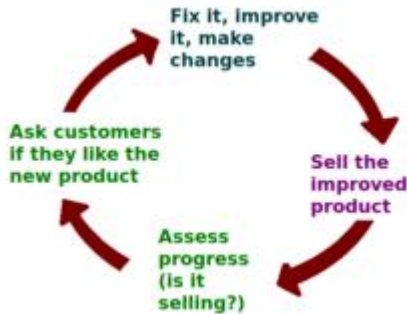 Fix it, improve
it, make
changes
Sell the
improved
product
Assess
progress
(is it
selling?)
Ask customers
if they like the
new product